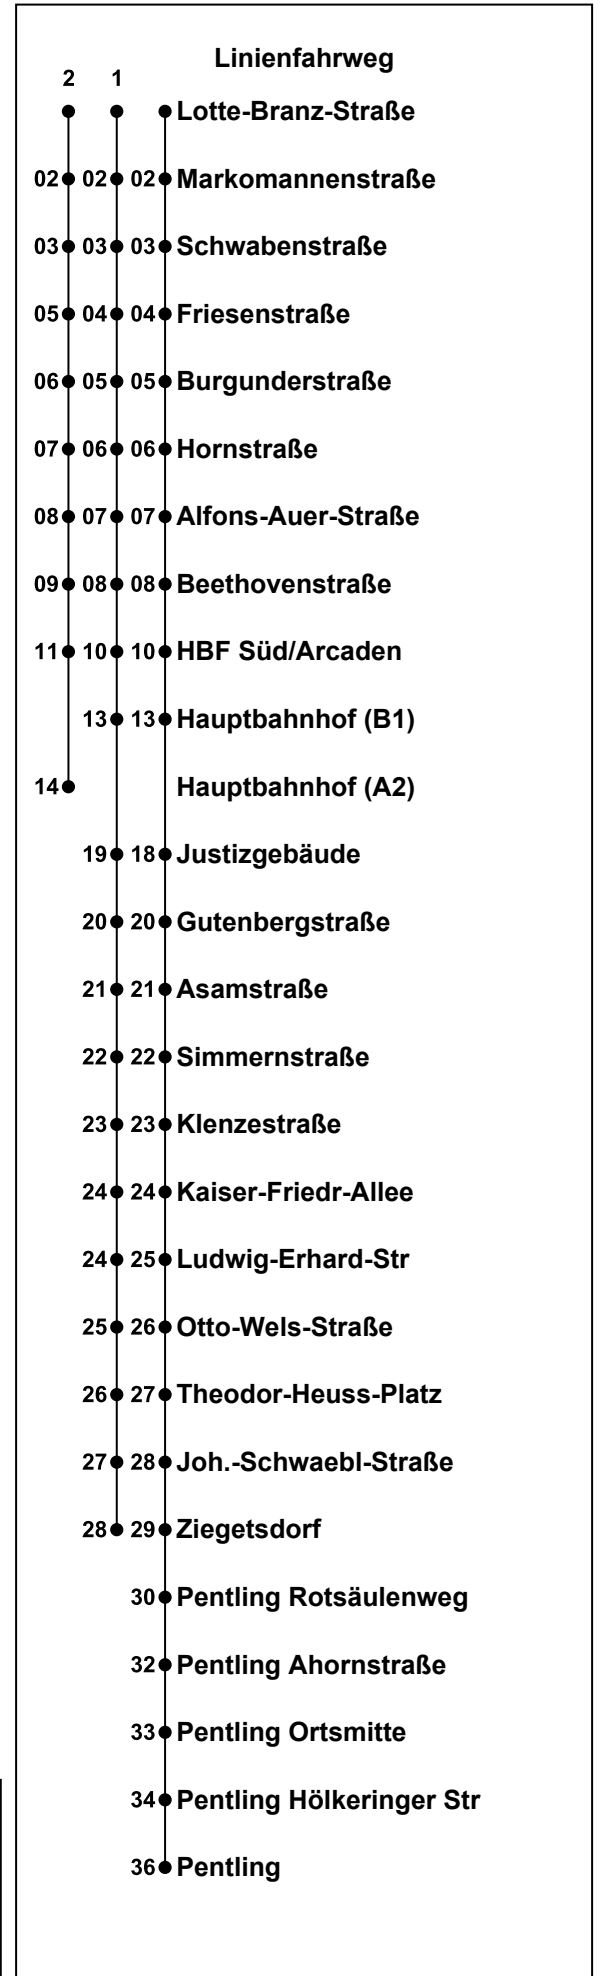 Linienfahrweg
2 1
Lotte-Branz-Straße
02 02 02 Markomannenstraße
03 03 03 Schwabenstraße
05 04 04 Friesenstraße
06 05 05 Burgunderstraße
07 06 06 Hornstraße
08 07 07 Alfons-Auer-Straße
09 08 08 Beethovenstraße
11 10 10 HBF Süd/Arcaden
13 13 Hauptbahnhof (B1)
14 Hauptbahnhof (A2)
19 18 Justizgebäude
20 20 Gutenbergstraße
21 21 Asamstraße
22 22 Simmernstraße
23 23 Klenzestraße
24 24 Kaiser-Friedr-Allee
24 25 Ludwig-Erhard-Str
25 26 Otto-Wels-Straße
26 27 Theodor-Heuss-Platz
27 28 Joh.-Schwaebl-Straße
28 29 Ziegetsdorf
30 Pentling Rotsäulenweg
32 Pentling Ahornstraße
33 Pentling Ortsmitte
34 Pentling Hölkeringer Str
36 Pentling